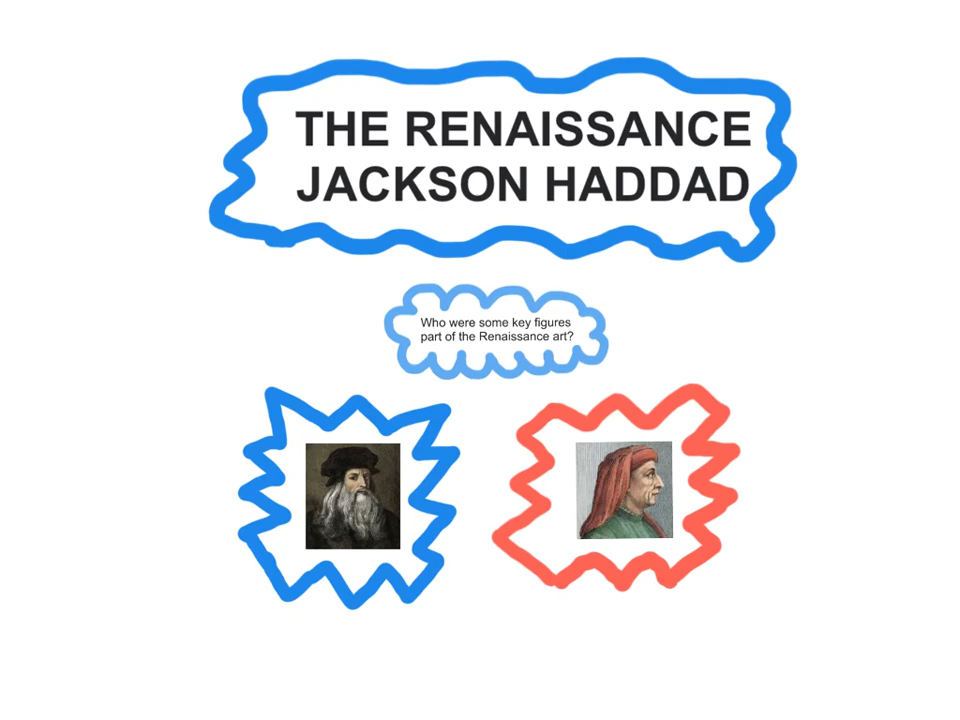 THE RENAISSANCE
JACKSON HADDAD
Who were some key figures
part of the Renaissance art?